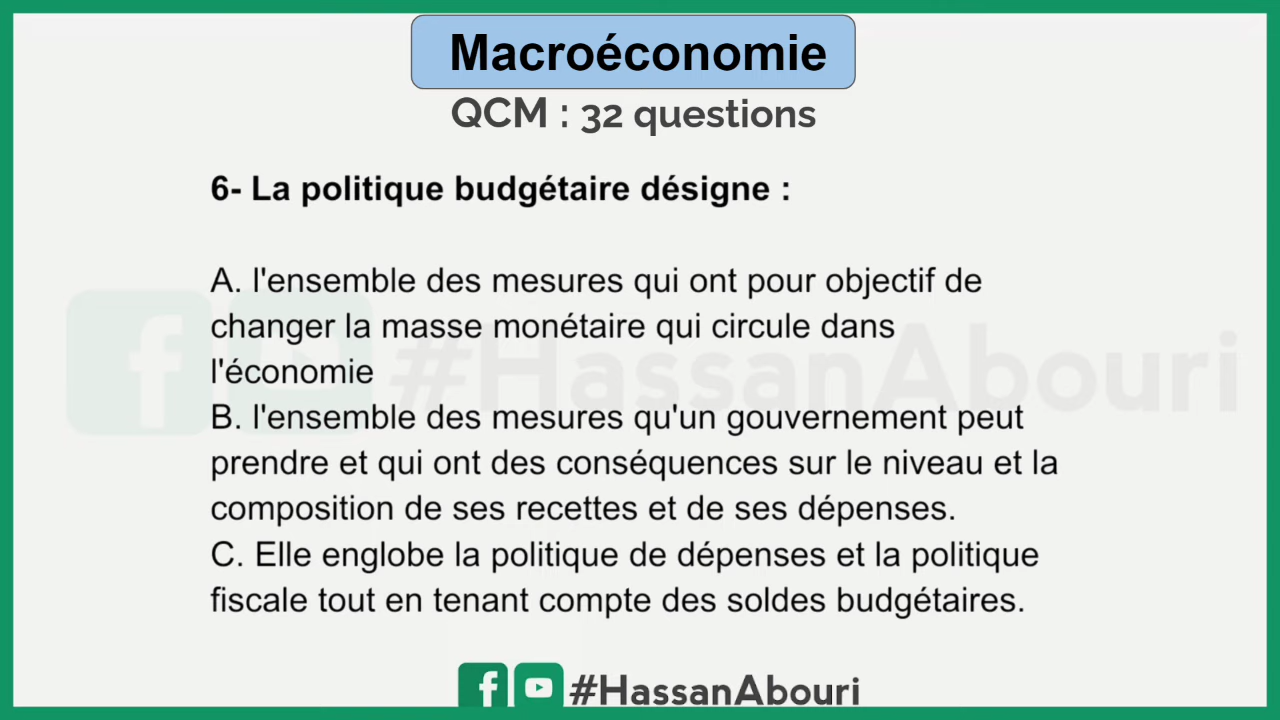 Macroéconomie
QCM : 32 questions
6- La politique budgétaire désigne :
A. l'ensemble des mesures qui ont pour objectif de
changer la masse monétaire qui circule dans
l'économie
#HassanAbouri
B. l'ensemble des mesures qu'un gouvernement peut
prendre et qui ont des conséquences sur le niveau et la
composition de ses recettes et de ses dépenses.
C. Elle englobe la politique de dépenses et la politique
fiscale tout en tenant compte des soldes budgétaires.
#HassanAbouri